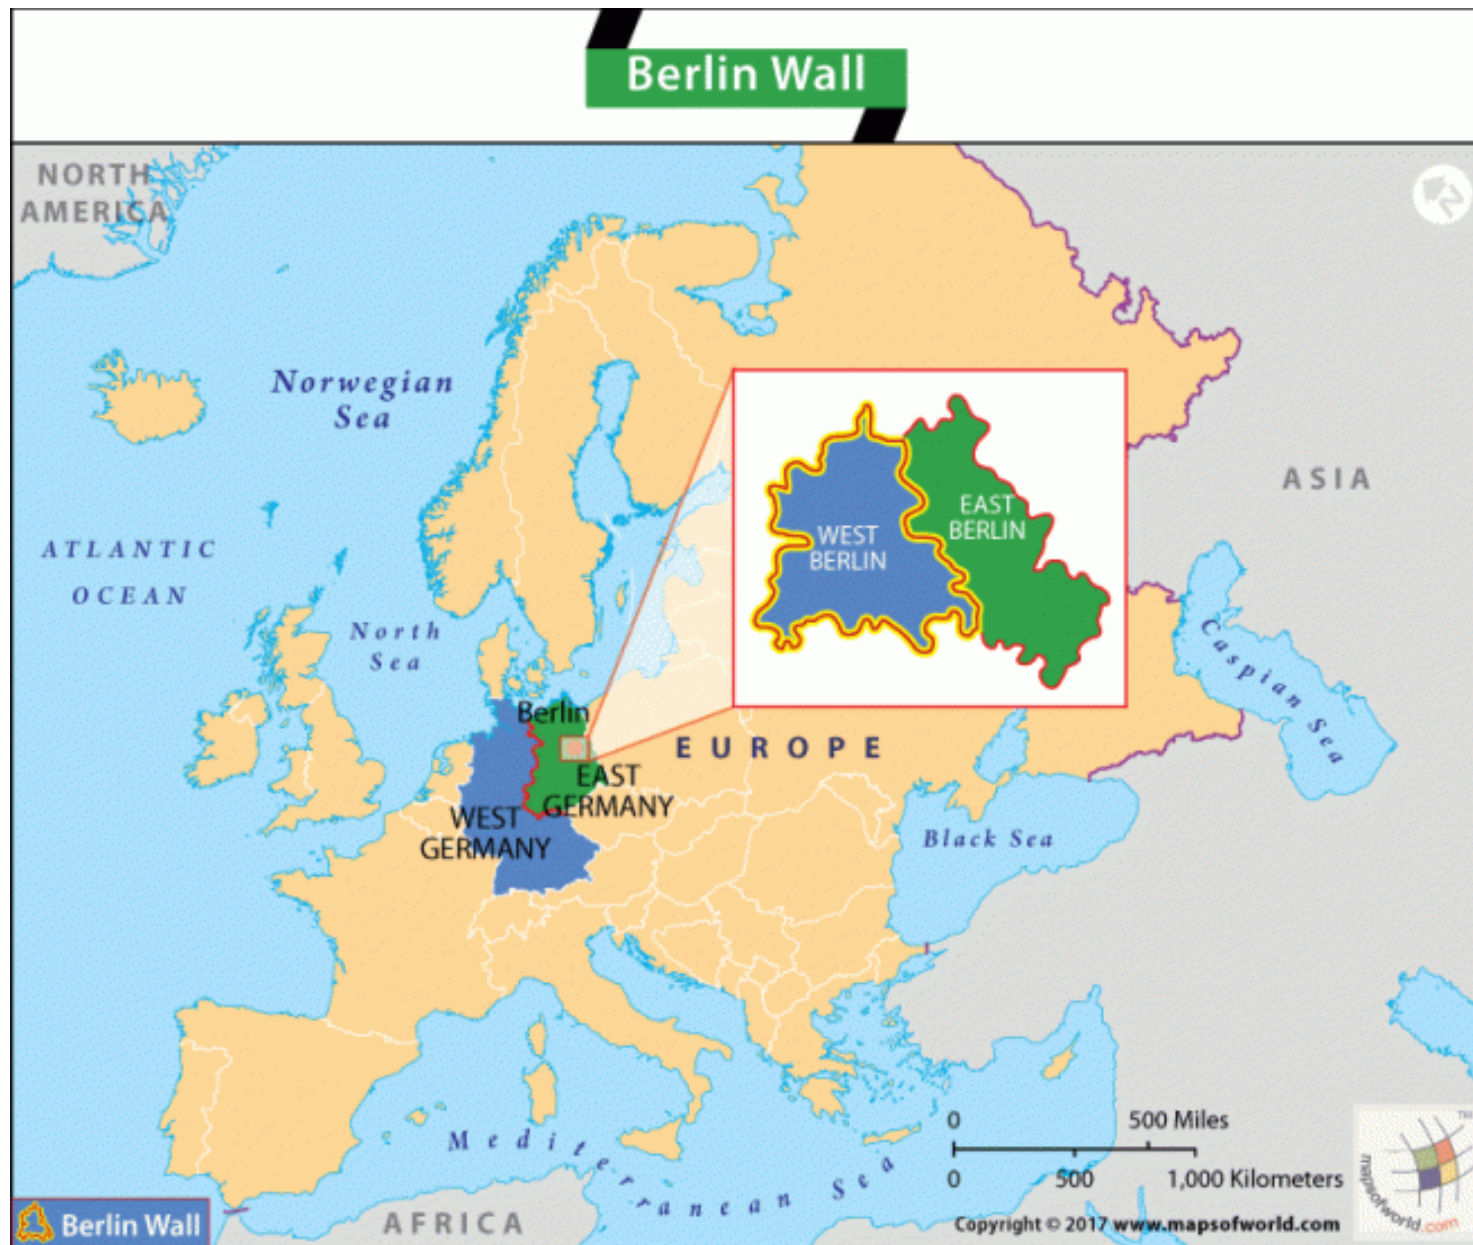 Berlin Wall
NORTH
AMERICA
N
Norwegian
Sea
ASIA
ATLANTIC
OCEAN
EAST
BERLIN
WEST
BERLIN
North
Sea
Caspian Sea
Berlin
EUROPE
EAST
GERMANY
WEST
GERMANY
Black Sea
Mediterranean Sea
0 500 Miles
0 500 1,000 Kilometers
AFRICA
Copyright © 2017 www.mapsofworld.com
TM
mapsofworld.com
Berlin Wall